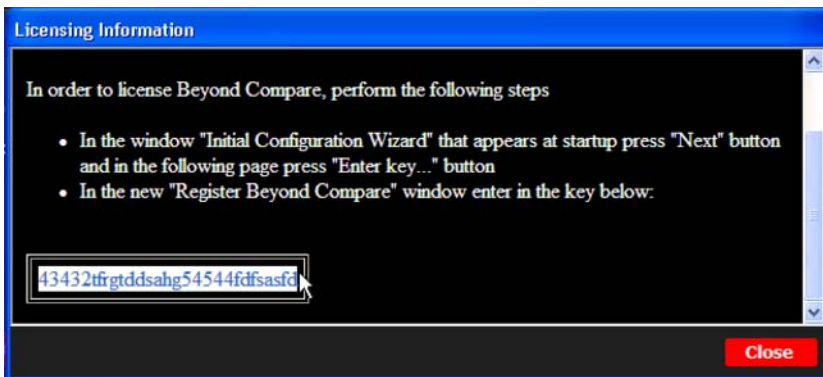 Licensing Information
In order to license Beyond Compare, perform the following steps
• In the window "Initial Configuration Wizard" that appears at startup press "Next" button
and in the following page press "Enter key..." button
• In the new "Register Beyond Compare" window enter in the key below:
43432tfrgtddsahg54544fdfsasfd
Close